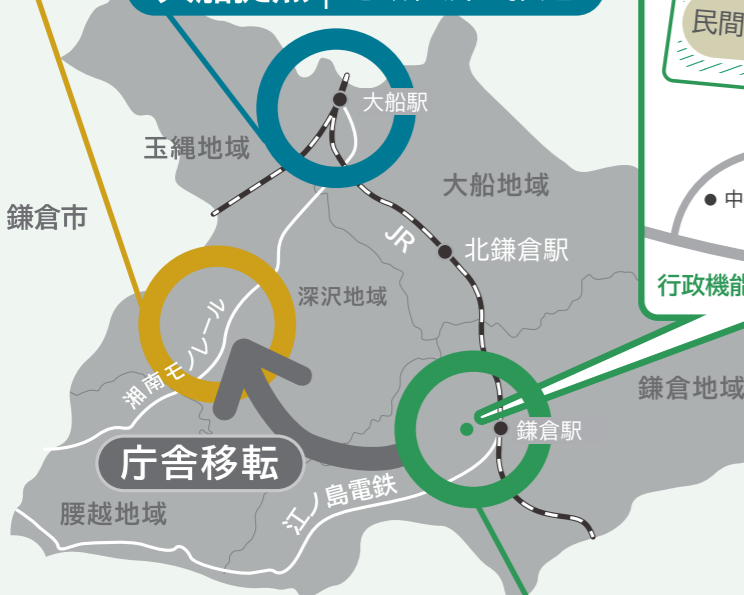 民間
大船駅
玉縄地域
大船地域
● 中
鎌倉市
JR
北鎌倉駅
行政機能
深沢地域
湘南モノレール
鎌倉地域
鎌倉駅
庁舎移転
江ノ島電鉄
腰越地域